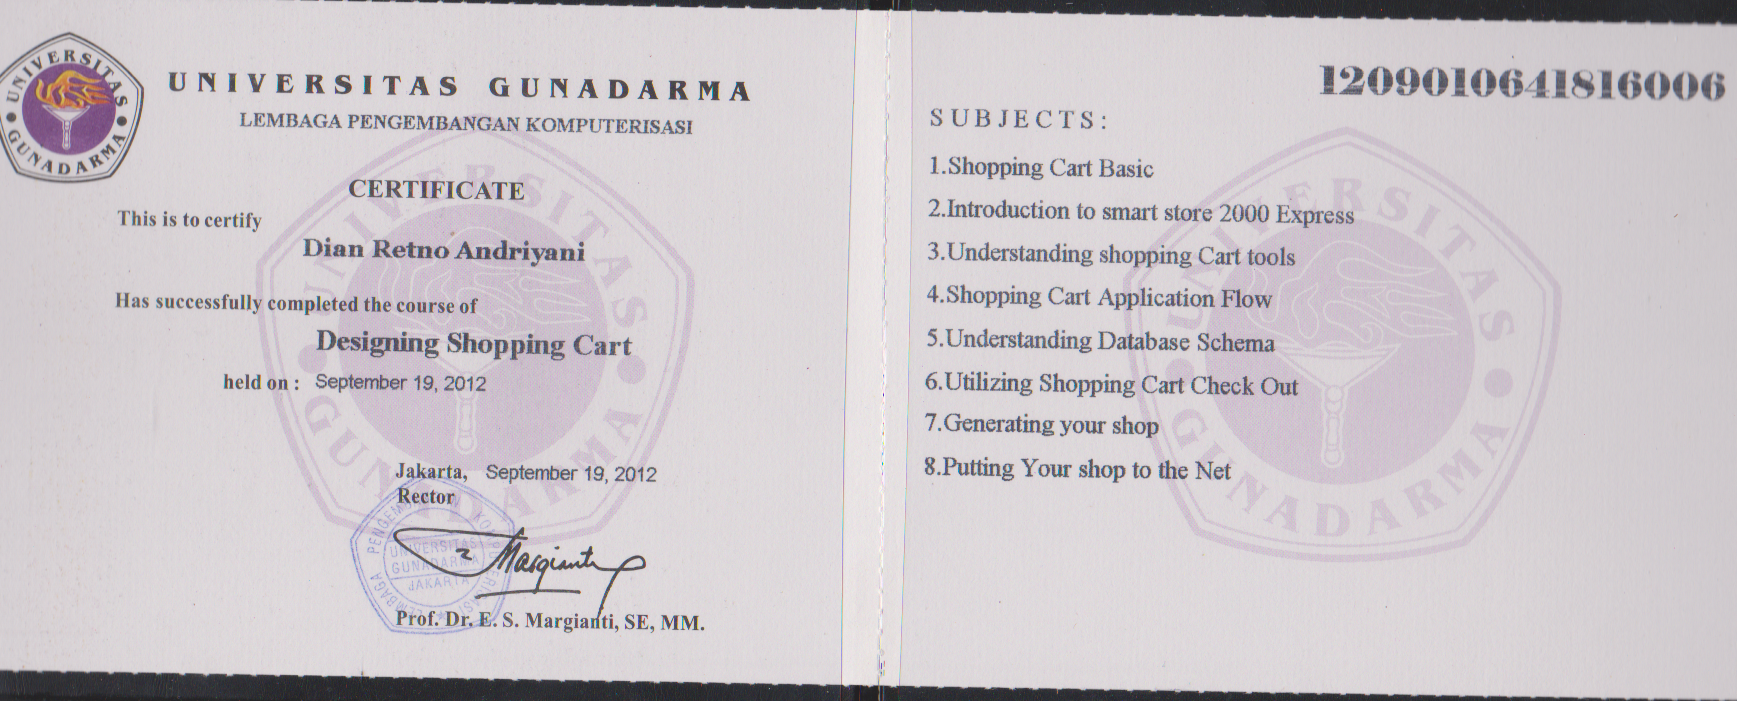 UNIVERSITAS GUNADARMA
UNIVERSITAS GUNADARMA
LEMBAGA PENGEMBANGAN KOMPUTERISASI
CERTIFICATE
This is to certify
Dian Retno Andriyani
Has successfully completed the course of
Designing Shopping Cart
held on : September 19, 2012
Jakarta, September 19, 2012
Rector
LEMBAGA PENGEMBANGAN KOMPUTERISASI
UNIVERSITAS
GUNADARMA
JAKARTA
Margianti
Prof. Dr. E. S. Margianti, SE, MM.
UNIVERSITAS GUNADARMA
1209010641816006
SUBJECTS:
1.Shopping Cart Basic
2.Introduction to smart store 2000 Express
3.Understanding shopping Cart tools
4.Shopping Cart Application Flow
5.Understanding Database Schema
6.Utilizing Shopping Cart Check Out
7.Generating your shop
8.Putting Your shop to the Net
UNIVERSITAS GUNADARMA